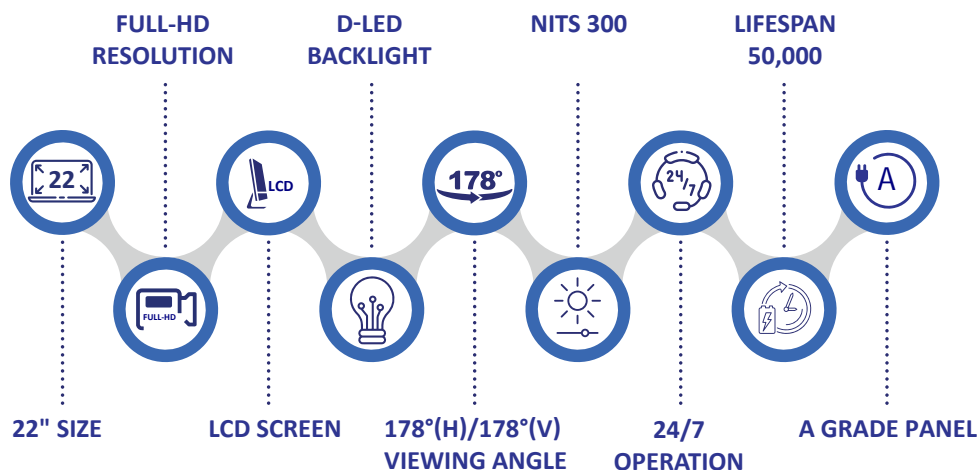 FULL-HD
RESOLUTION
D-LED
BACKLIGHT
NITS 300
LIFESPAN
50,000
22
LCD
178°
24/7
A
FULL-HD
22" SIZE
LCD SCREEN
178°(H)/178°(V)
VIEWING ANGLE
24/7
OPERATION
A GRADE PANEL